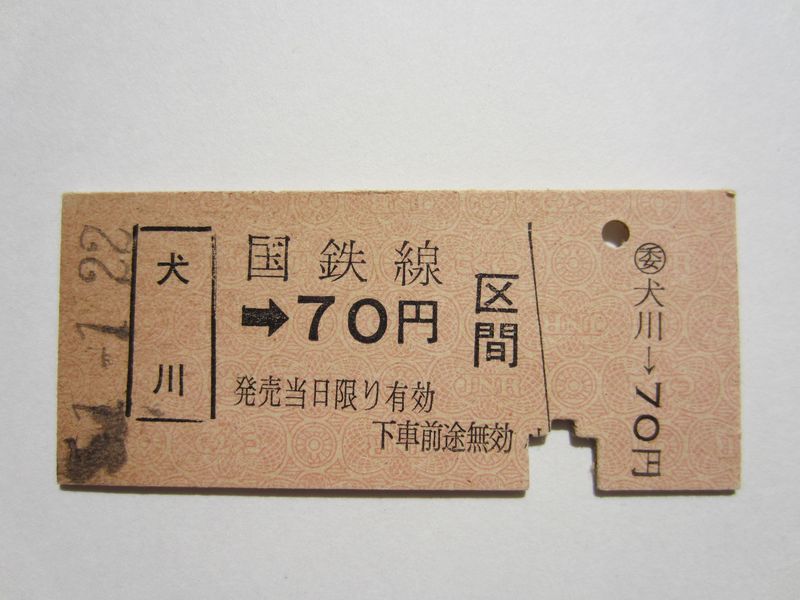 犬川
国鉄線
➡70円
区間
発売当日限り有効
下車前途無効
㊙犬川→70円